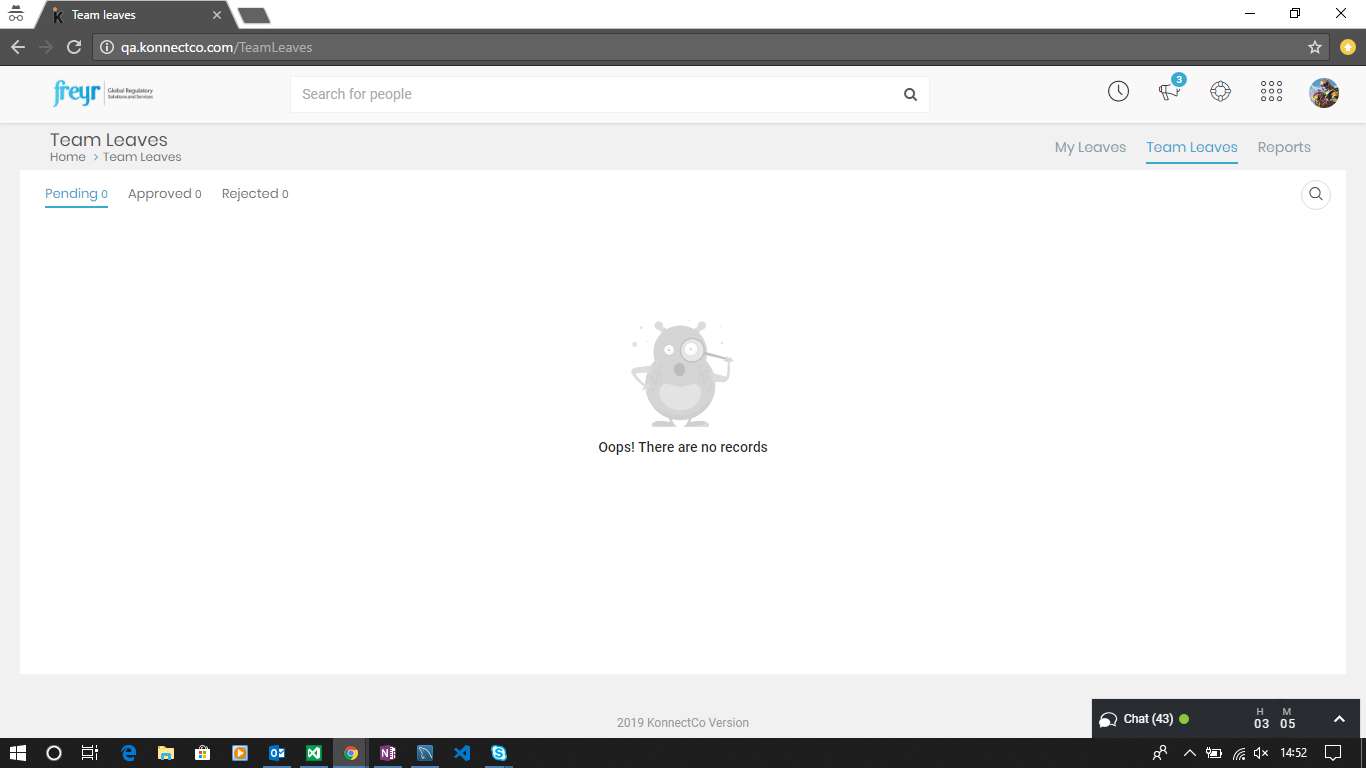 Team leaves
qa.konnectco.com/TeamLeaves
freyr
Global Regulatory
Solutions and Services
Search for people
3
Team Leaves
Home > Team Leaves
My Leaves
Team Leaves
Reports
Pending 0
Approved 0
Rejected 0
Oops! There are no records
2019 KonnectCo Version
Chat (43)
H M
03 05
14:52